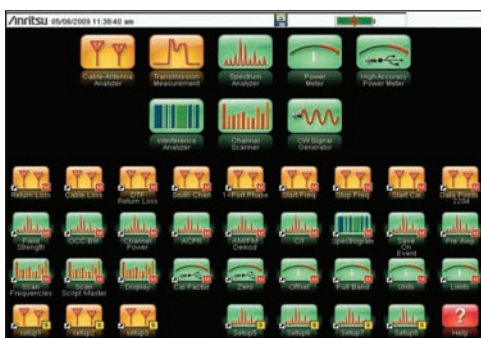 Anritsu 05/06/2009 11:38:40 am
Cable-Antenna Analyzer
Transmission Measurement
Spectrum Analyzer
Power Meter
High Accuracy Power Meter
Interference Analyzer
Channel Scanner
CW Signal Generator
Return Loss
Cable Loss
DTF Return Loss
Smith Chart
1-Port Phase
Start Freq
Stop Freq
Start Cal
Data Points 2204
Field Strength
OCC BW
Channel Power
ACPR
AM/FM Demod
C/I
Spectrogram
Save On Event
Pre Amp
Scan Frequencies
Scan Script Master
Display
Cal Factor
Zero
Offset
Full Band
Units
Limits
setup1
setup2
setup3
Setup5
Setup6
Setup7
Setup8
Help